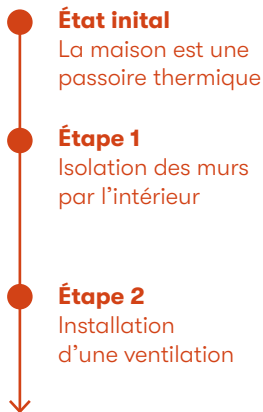 État inital
La maison est une
passoire thermique
Étape 1
Isolation des murs
par l'intérieur
Étape 2
Installation
d'une ventilation